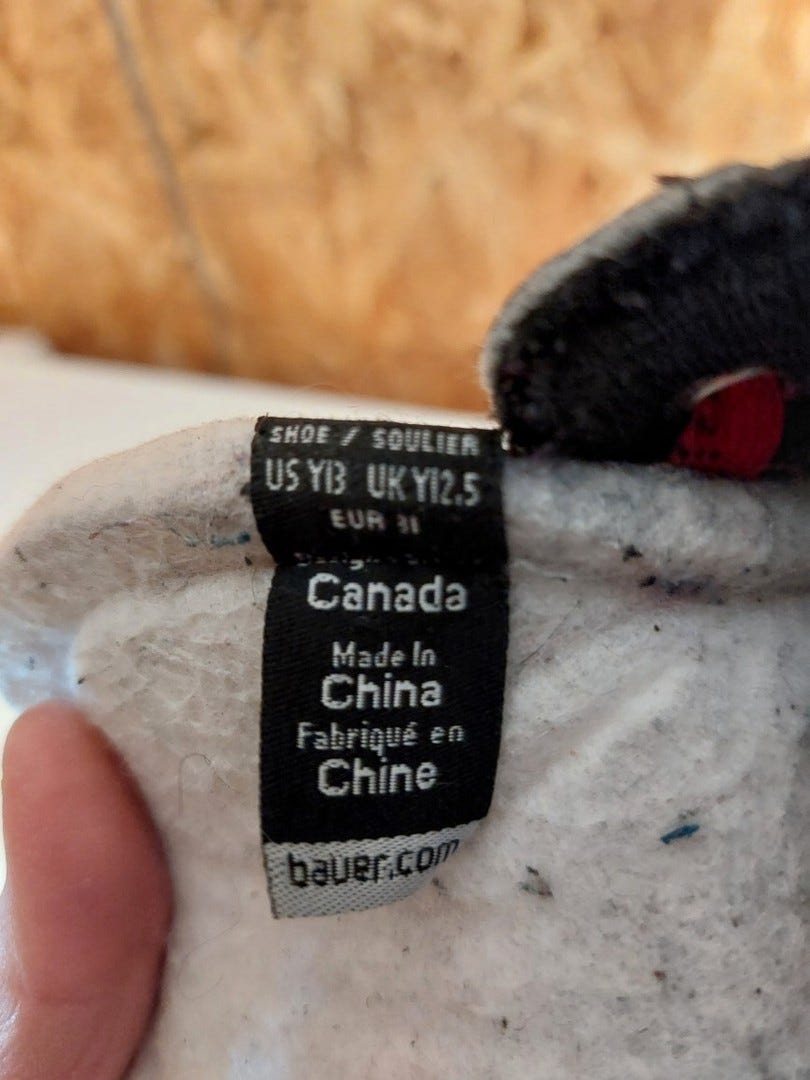 SHOE / SOULIER
US Y13 UK Y12.5
EUR 31
Canada
Made In
China
Fabriqué en
Chine
bauer.com